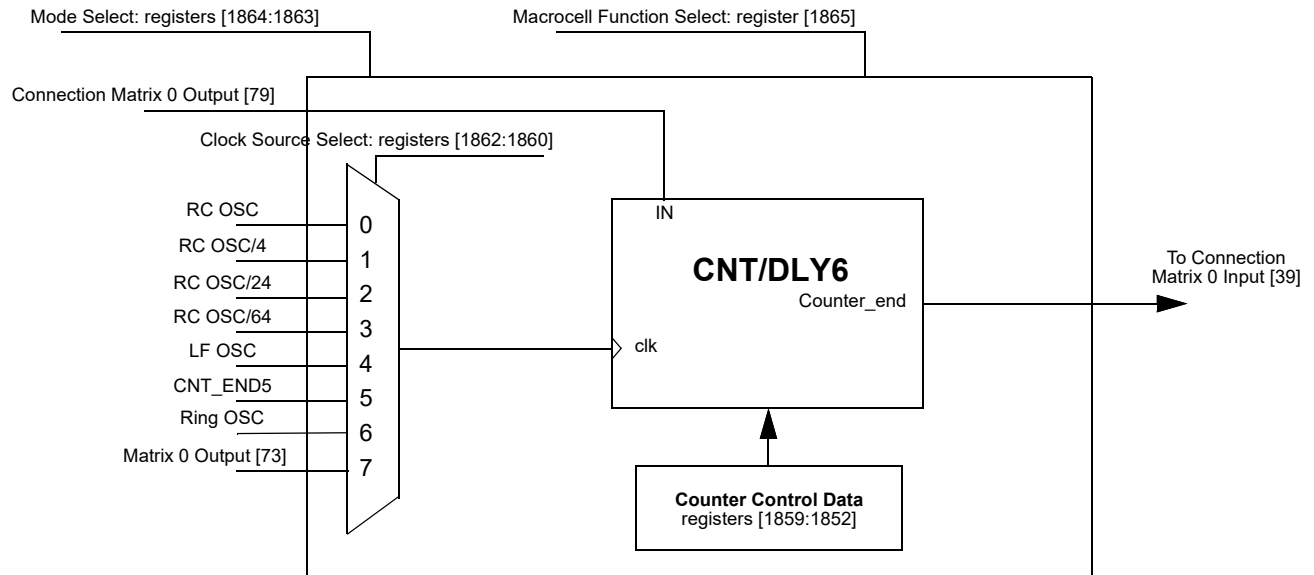 Mode Select: registers [1864:1863]
Macrocell Function Select: register [1865]
Connection Matrix 0 Output [79]
Clock Source Select: registers [1862:1860]
RC OSC
0
RC OSC/4
1
RC OSC/24
2
RC OSC/64
3
LF OSC
4
CNT_END5
5
Ring OSC
6
Matrix 0 Output [73]
7
IN
CNT/DLY6
Counter_end
clk
To Connection
Matrix 0 Input [39]
Counter Control Data
registers [1859:1852]